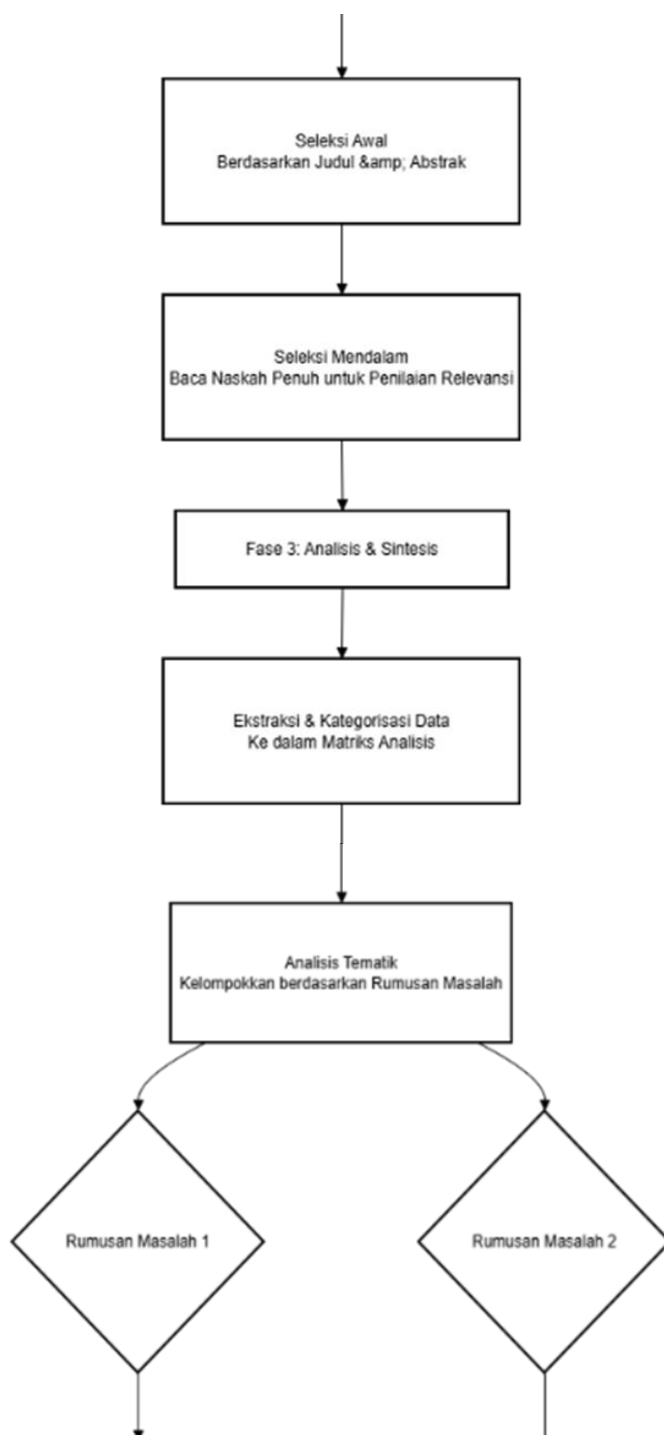 Seleksi Awal
Berdasarkan Judul &amp; Abstrak
Seleksi Mendalam
Baca Naskah Penuh untuk Penilaian Relevansi
Fase 3: Analisis & Sintesis
Ekstraksi & Kategorisasi Data
Ke dalam Matriks Analisis
Analisis Tematik
Kelompokkan berdasarkan Rumusan Masalah
Rumusan Masalah 1
Rumusan Masalah 2